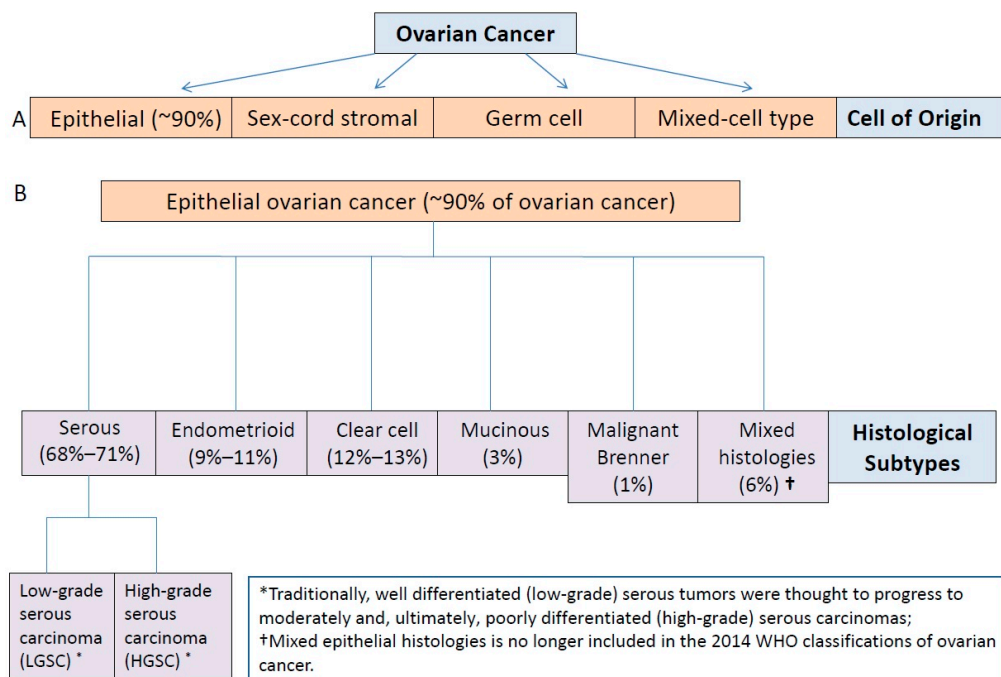 Ovarian Cancer
A
Epithelial (~90%)
Sex-cord stromal
Germ cell
Mixed-cell type
Cell of Origin
B
Epithelial ovarian cancer (~90% of ovarian cancer)
Serous
(68%–71%)
Endometrioid
(9%–11%)
Clear cell
(12%–13%)
Mucinous
(3%)
Malignant
Brenner
(1%)
Mixed
histologies
(6%) †
Histological
Subtypes
Low-grade
serous
carcinoma
(LGSC) *
High-grade
serous
carcinoma
(HGSC) *
*Traditionally, well differentiated (low-grade) serous tumors were thought to progress to
moderately and, ultimately, poorly differentiated (high-grade) serous carcinomas;
†Mixed epithelial histologies is no longer included in the 2014 WHO classifications of ovarian
cancer.